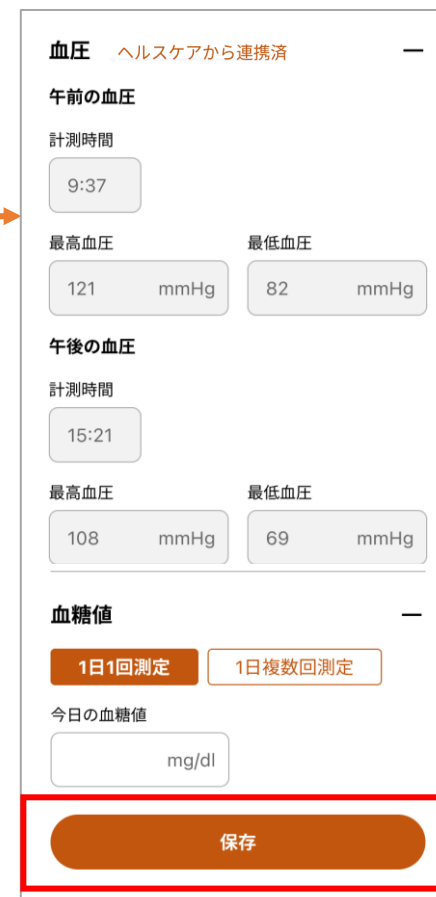 血圧 ヘルスケアから連携済
午前の血圧
計測時間
9:37
最高血圧 最低血圧
121 mmHg 82 mmHg
午後の血圧
計測時間
15:21
最高血圧 最低血圧
108 mmHg 69 mmHg
血糖値
1日1回測定 1日複数回測定
今日の血糖値
mg/dl
保存